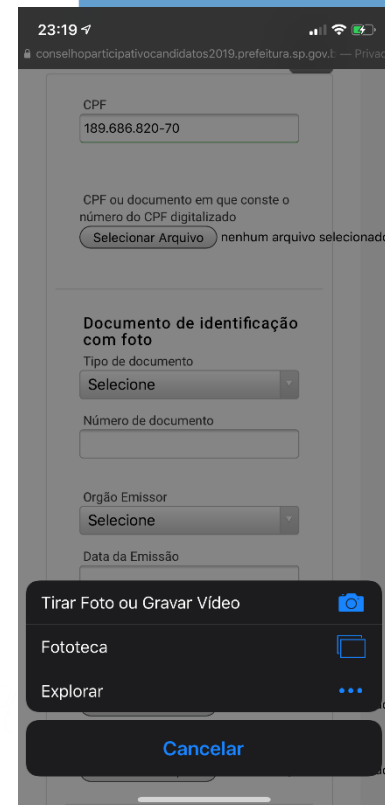 23:19
conselhoparticipativocandidatos2019.prefeitura.sp.gov.b — Privad
CPF
189.686.820-70
CPF ou documento em que conste o
número do CPF digitalizado
Selecionar Arquivo nenhum arquivo selecionado
Documento de identificação
com foto
Tipo de documento
Selecione
Número de documento
Orgão Emissor
Selecione
Data da Emissão
Tirar Foto ou Gravar Vídeo
Fototeca
Explorar
Cancelar